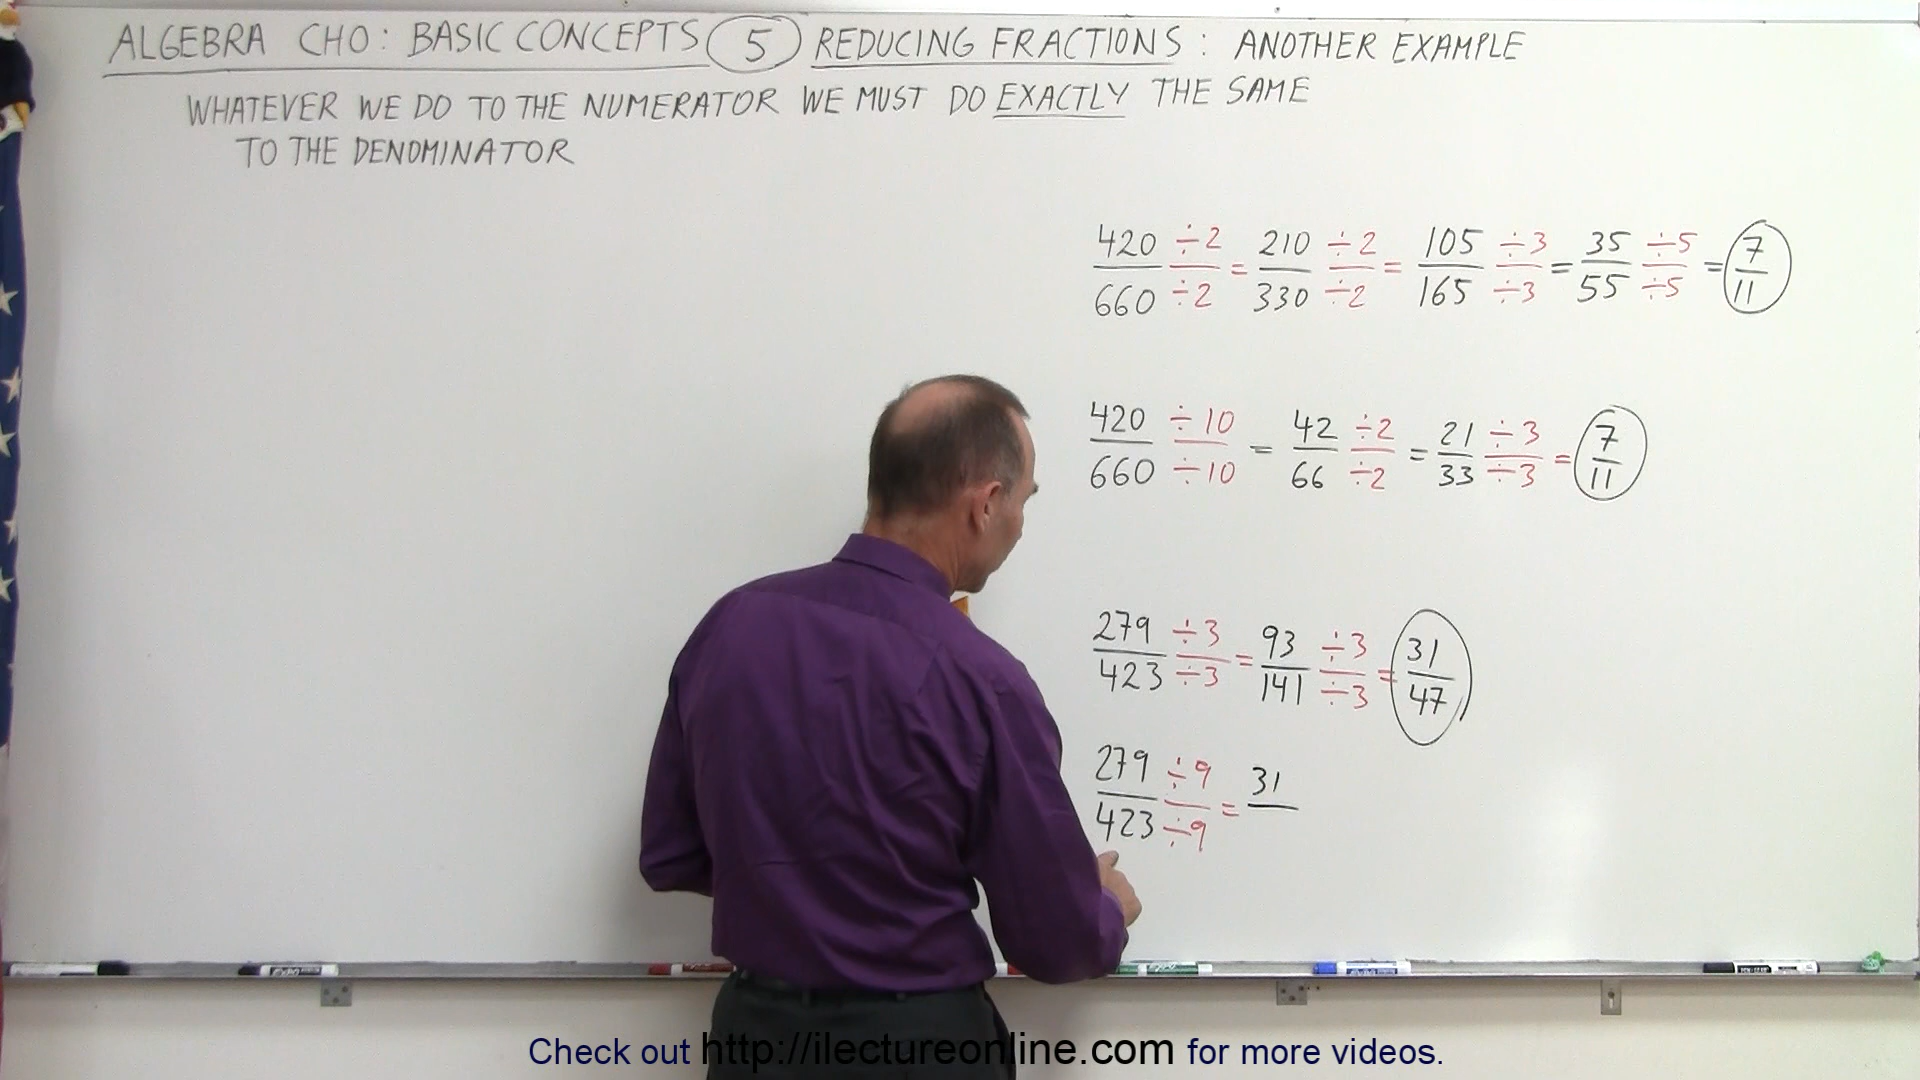 ALGEBRA CH0: BASIC CONCEPTS 5 REDUCING FRACTIONS: ANOTHER EXAMPLE
WHATEVER WE DO TO THE NUMERATOR WE MUST DO EXACTLY THE SAME
TO THE DENOMINATOR
420 ÷2 210 ÷2 105 ÷3 35 ÷5 7
= = = =
660 ÷2 330 ÷2 165 ÷3 55 ÷5 11
420 ÷10 42 ÷2 21 ÷3 7
= = =
660 ÷10 66 ÷2 33 ÷3 11
279 ÷3 93 ÷3 31
= =
423 ÷3 141 ÷3 47
279 ÷9 31
=
423 ÷9
Check out http://ilectureonline.com for more videos.